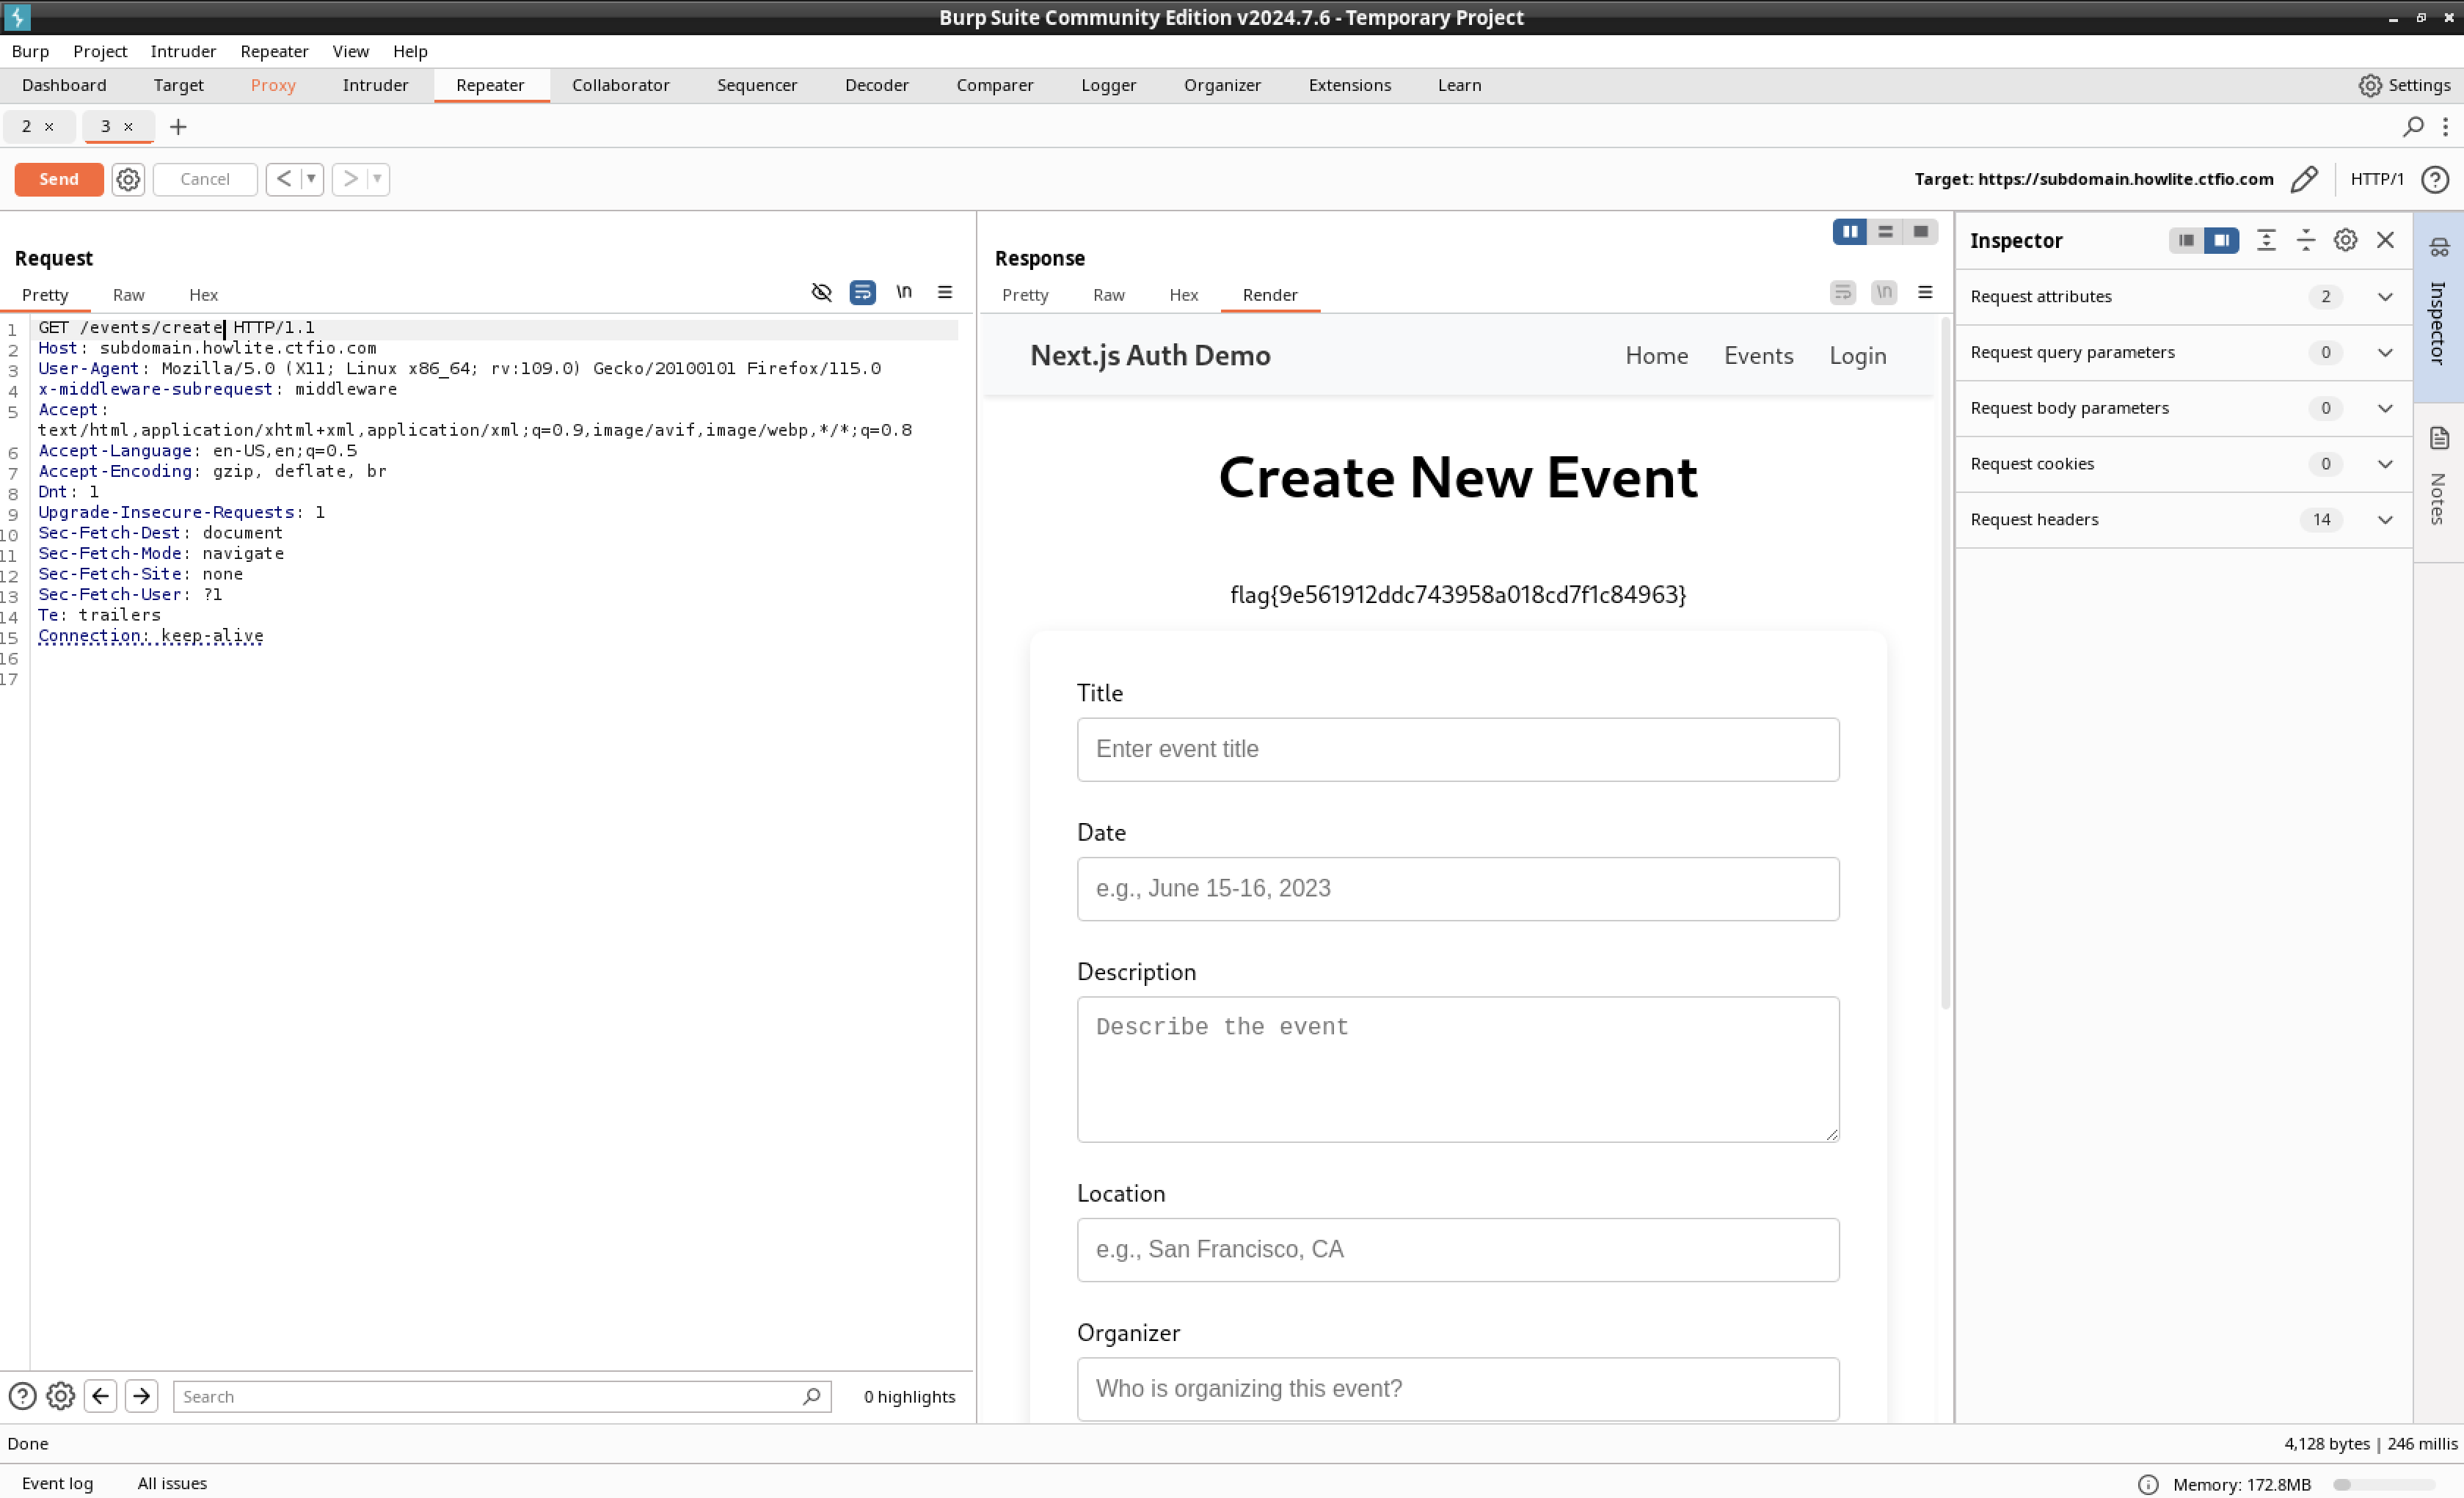 Burp Suite Community Edition v2024.7.6 - Temporary Project
Burp Project Intruder Repeater View Help
Dashboard Target Proxy Intruder Repeater Collaborator Sequencer Decoder Comparer Logger Organizer Extensions Learn Settings
2 × 3 × +
Send Cancel < > Target: https://subdomain.howlite.ctfio.com HTTP/1
Request
Pretty Raw Hex \n
1 GET /events/create HTTP/1.1
2 Host: subdomain.howlite.ctfio.com
3 User-Agent: Mozilla/5.0 (X11; Linux x86_64; rv:109.0) Gecko/20100101 Firefox/115.0
4 x-middleware-subrequest: middleware
5 Accept:
text/html,application/xhtml+xml,application/xml;q=0.9,image/avif,image/webp,*/*;q=0.8
6 Accept-Language: en-US,en;q=0.5
7 Accept-Encoding: gzip, deflate, br
8 Dnt: 1
9 Upgrade-Insecure-Requests: 1
10 Sec-Fetch-Dest: document
11 Sec-Fetch-Mode: navigate
12 Sec-Fetch-Site: none
13 Sec-Fetch-User: ?1
14 Te: trailers
15 Connection: keep-alive
16
17
Search 0 highlights
Response
Pretty Raw Hex Render \n
Next.js Auth Demo Home Events Login
Create New Event
flag{9e561912ddc743958a018cd7f1c84963}
Title
Enter event title
Date
e.g., June 15-16, 2023
Description
Describe the event
Location
e.g., San Francisco, CA
Organizer
Who is organizing this event?
Inspector
Request attributes 2
Request query parameters 0
Request body parameters 0
Request cookies 0
Request headers 14
Inspector
Notes
Done 4,128 bytes | 246 millis
Event log All issues Memory: 172.8MB